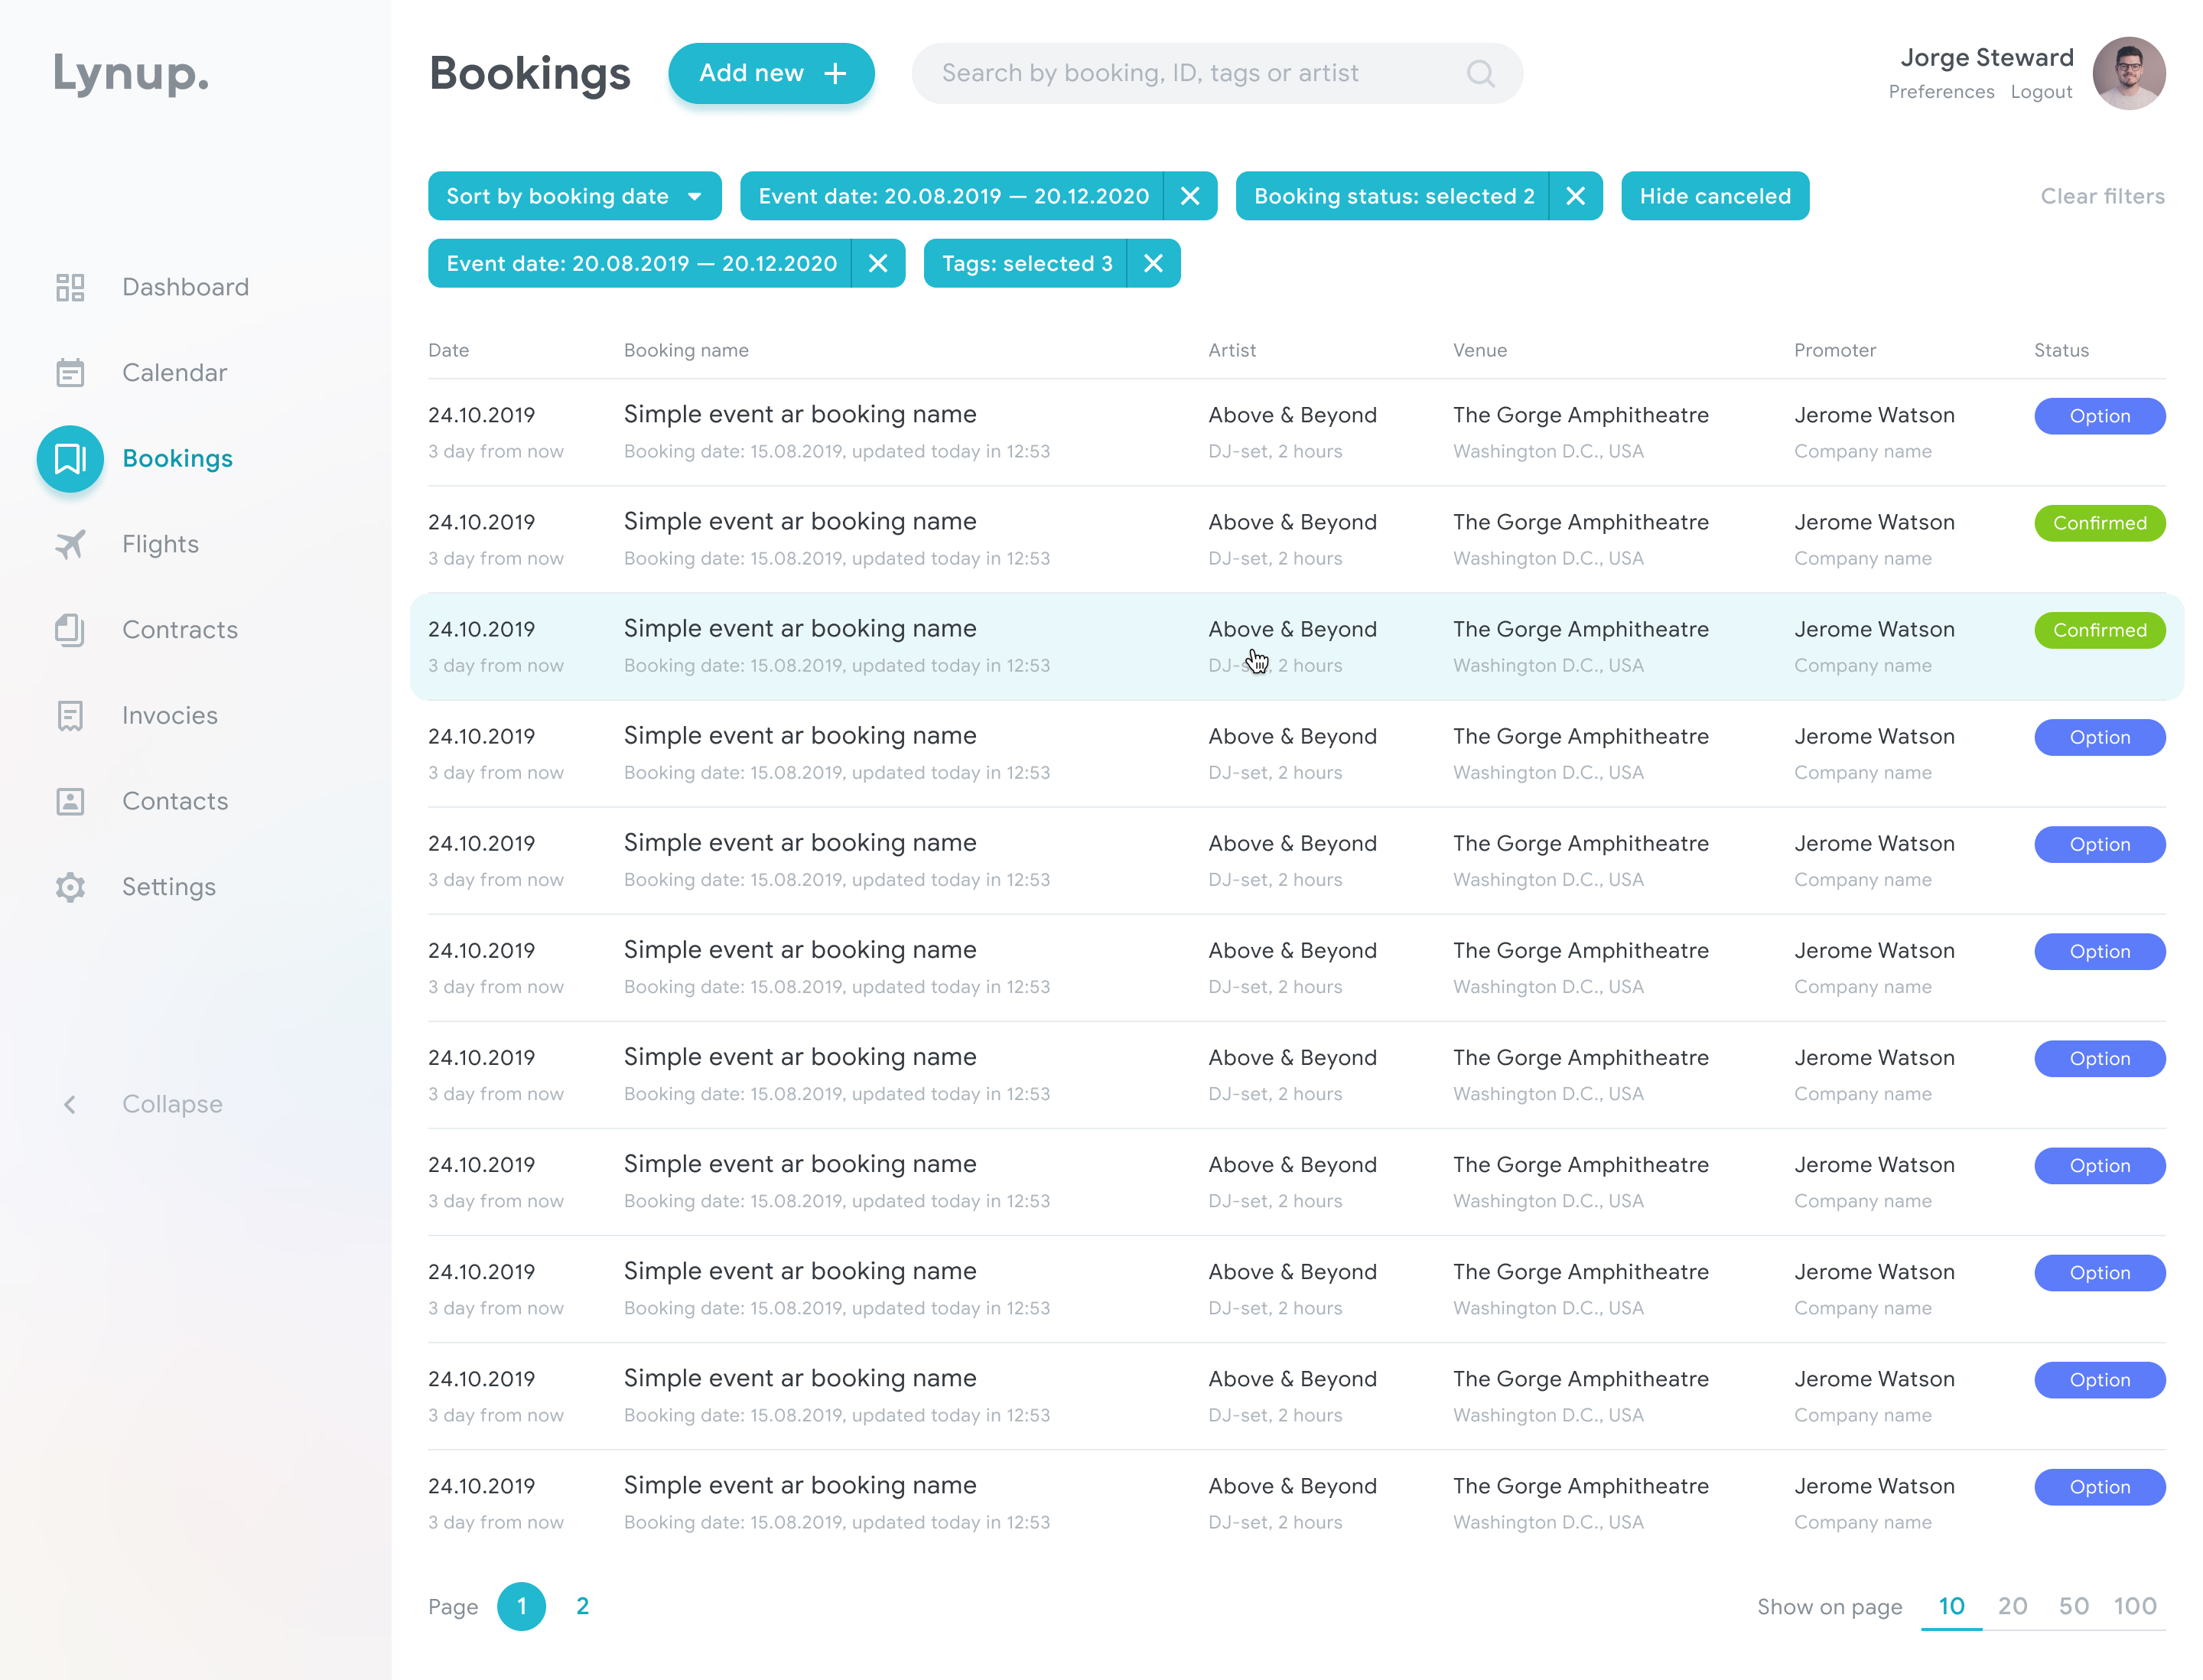 Lynup.
Bookings
Add new
Search by booking, ID, tags or artist
Jorge Steward
Preferences Logout
Sort by booking date
Event date: 20.08.2019 — 20.12.2020
Booking status: selected 2
Hide canceled
Clear filters
Event date: 20.08.2019 — 20.12.2020
Tags: selected 3
Dashboard
Calendar
Bookings
Flights
Contracts
Invocies
Contacts
Settings
Collapse
Date Booking name Artist Venue Promoter Status
24.10.2019 Simple event ar booking name Above & Beyond The Gorge Amphitheatre Jerome Watson Option
3 day from now Booking date: 15.08.2019, updated today in 12:53 DJ-set, 2 hours Washington D.C., USA Company name
24.10.2019 Simple event ar booking name Above & Beyond The Gorge Amphitheatre Jerome Watson Confirmed
3 day from now Booking date: 15.08.2019, updated today in 12:53 DJ-set, 2 hours Washington D.C., USA Company name
24.10.2019 Simple event ar booking name Above & Beyond The Gorge Amphitheatre Jerome Watson Confirmed
3 day from now Booking date: 15.08.2019, updated today in 12:53 DJ-set, 2 hours Washington D.C., USA Company name
24.10.2019 Simple event ar booking name Above & Beyond The Gorge Amphitheatre Jerome Watson Option
3 day from now Booking date: 15.08.2019, updated today in 12:53 DJ-set, 2 hours Washington D.C., USA Company name
24.10.2019 Simple event ar booking name Above & Beyond The Gorge Amphitheatre Jerome Watson Option
3 day from now Booking date: 15.08.2019, updated today in 12:53 DJ-set, 2 hours Washington D.C., USA Company name
24.10.2019 Simple event ar booking name Above & Beyond The Gorge Amphitheatre Jerome Watson Option
3 day from now Booking date: 15.08.2019, updated today in 12:53 DJ-set, 2 hours Washington D.C., USA Company name
24.10.2019 Simple event ar booking name Above & Beyond The Gorge Amphitheatre Jerome Watson Option
3 day from now Booking date: 15.08.2019, updated today in 12:53 DJ-set, 2 hours Washington D.C., USA Company name
24.10.2019 Simple event ar booking name Above & Beyond The Gorge Amphitheatre Jerome Watson Option
3 day from now Booking date: 15.08.2019, updated today in 12:53 DJ-set, 2 hours Washington D.C., USA Company name
24.10.2019 Simple event ar booking name Above & Beyond The Gorge Amphitheatre Jerome Watson Option
3 day from now Booking date: 15.08.2019, updated today in 12:53 DJ-set, 2 hours Washington D.C., USA Company name
24.10.2019 Simple event ar booking name Above & Beyond The Gorge Amphitheatre Jerome Watson Option
3 day from now Booking date: 15.08.2019, updated today in 12:53 DJ-set, 2 hours Washington D.C., USA Company name
24.10.2019 Simple event ar booking name Above & Beyond The Gorge Amphitheatre Jerome Watson Option
3 day from now Booking date: 15.08.2019, updated today in 12:53 DJ-set, 2 hours Washington D.C., USA Company name
Page 1 2
Show on page 10 20 50 100